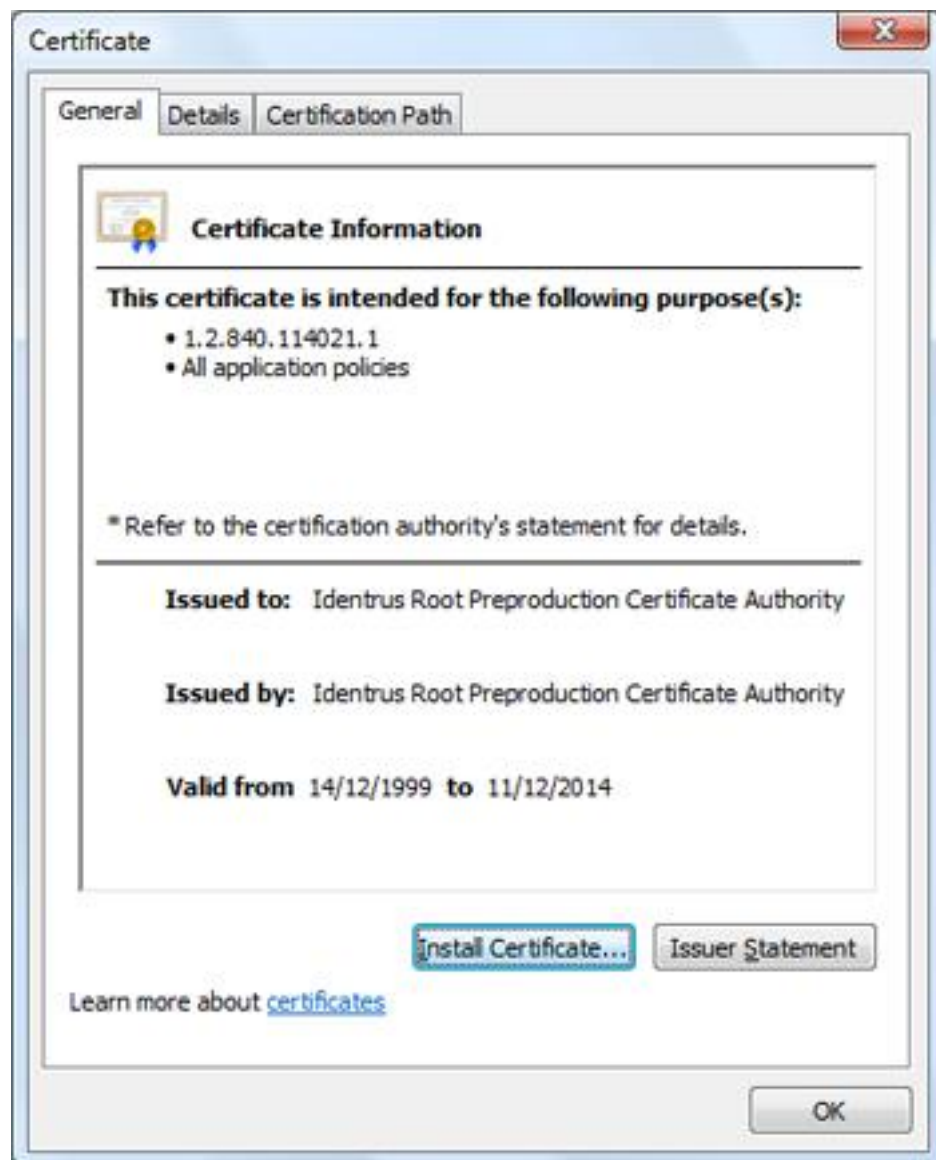 Certificate
General Details Certification Path
Certificate Information
This certificate is intended for the following purpose(s):
• 1.2.840.114021.1
• All application policies
* Refer to the certification authority's statement for details.
Issued to: Identrus Root Preproduction Certificate Authority
Issued by: Identrus Root Preproduction Certificate Authority
Valid from 14/12/1999 to 11/12/2014
Install Certificate... Issuer Statement
Learn more about certificates
OK